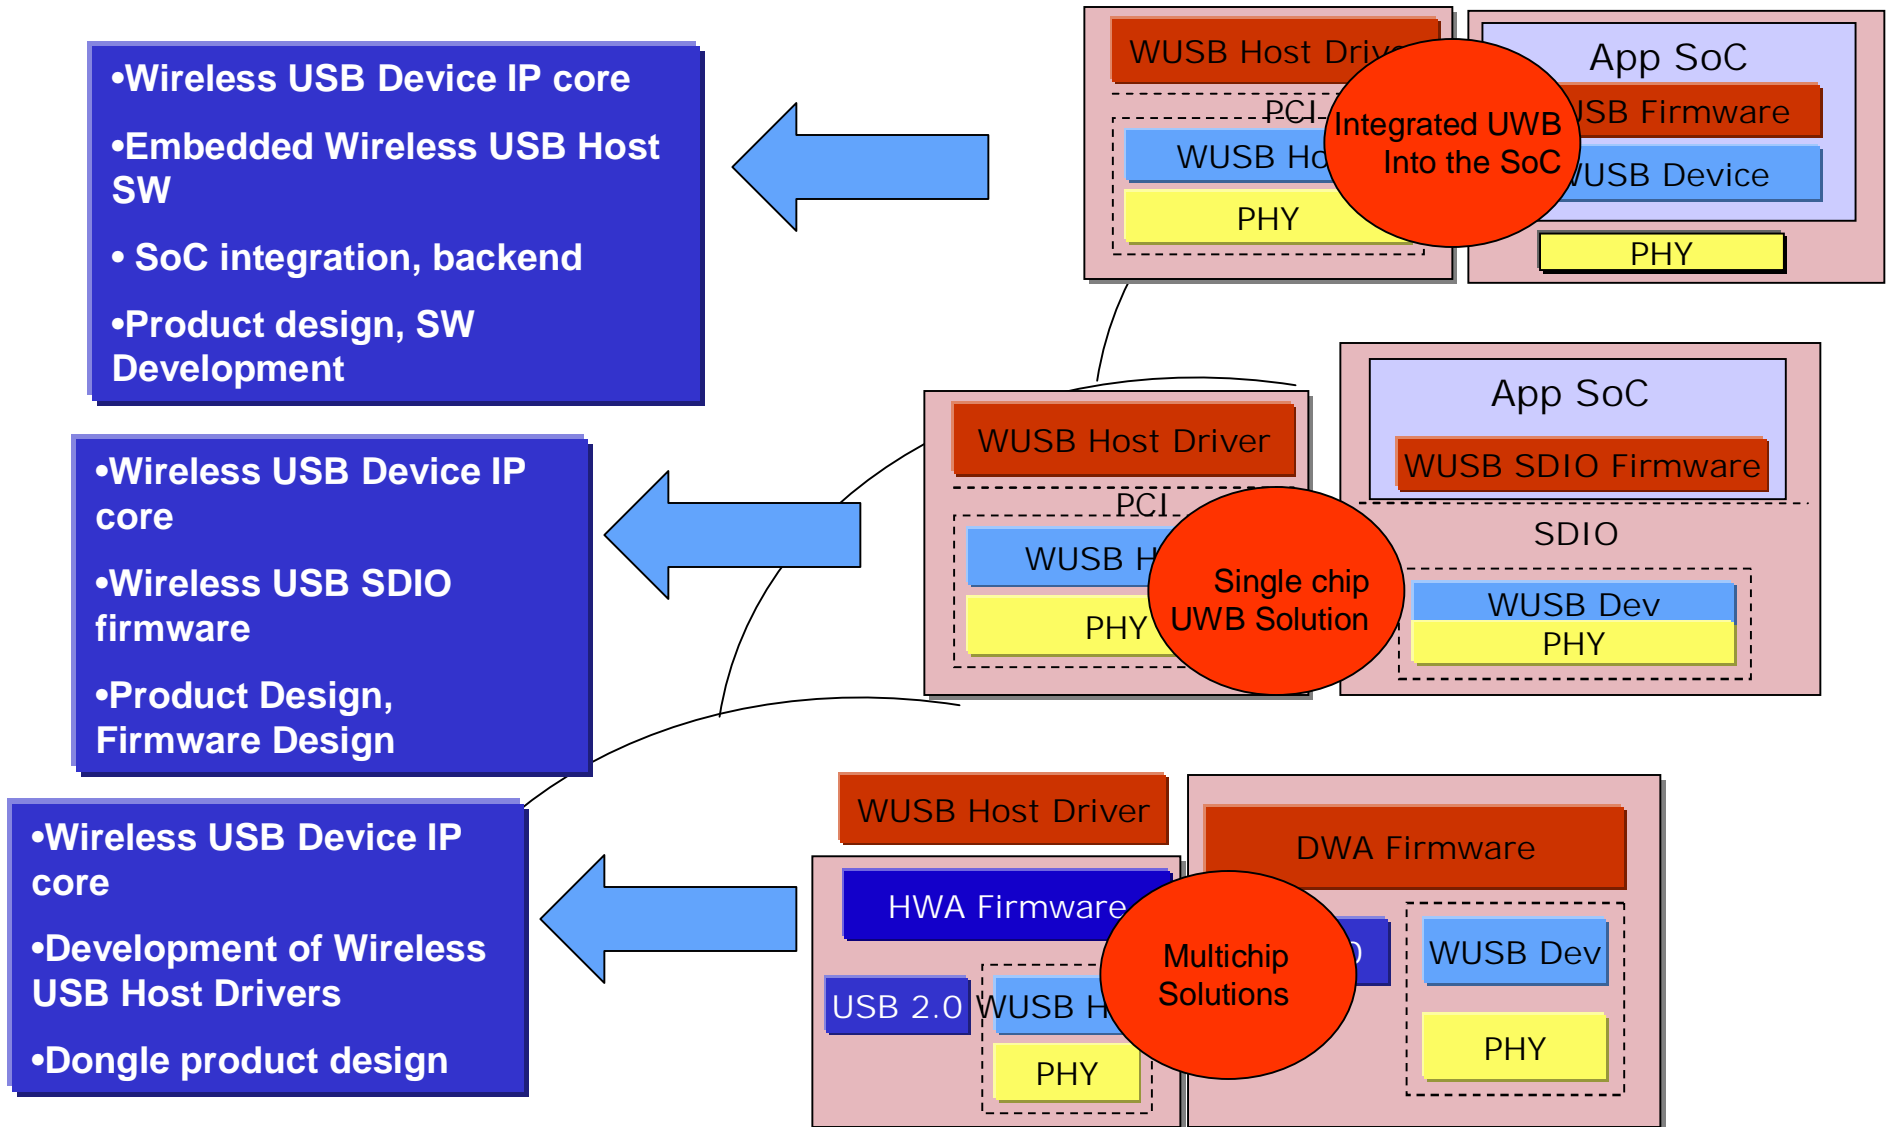 •Wireless USB Device IP core
•Embedded Wireless USB Host
SW
• SoC integration, backend
•Product design, SW
Development
WUSB Host Driv
PCI
WUSB Ho
PHY
Integrated UWB
Into the SoC
App SoC
USB Firmware
WUSB Device
PHY
•Wireless USB Device IP
core
•Wireless USB SDIO
firmware
•Product Design,
Firmware Design
WUSB Host Driver
PCI
WUSB H
PHY
Single chip
UWB Solution
App SoC
WUSB SDIO Firmware
SDIO
WUSB Dev
PHY
•Wireless USB Device IP
core
•Development of Wireless
USB Host Drivers
•Dongle product design
WUSB Host Driver
HWA Firmware
USB 2.0
WUSB H
PHY
Multichip
Solutions
DWA Firmware
0
WUSB Dev
PHY